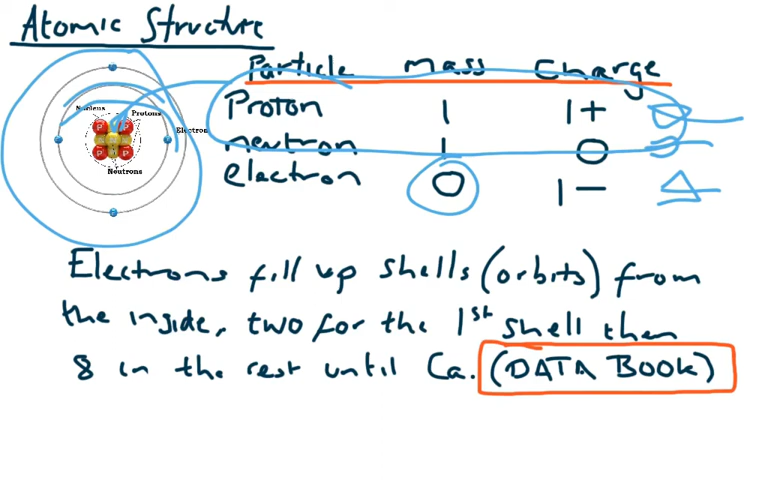 Atomic Structure
Particle Mass Charge
Proton 1 1+
neutron 1 0
electron 0 1-
Nucleus
Protons
Electron
P P
P P
Neutrons
Electrons fill up shells (orbits) from
the inside, two for the 1st shell then
8 in the rest until Ca. (DATA BOOK)